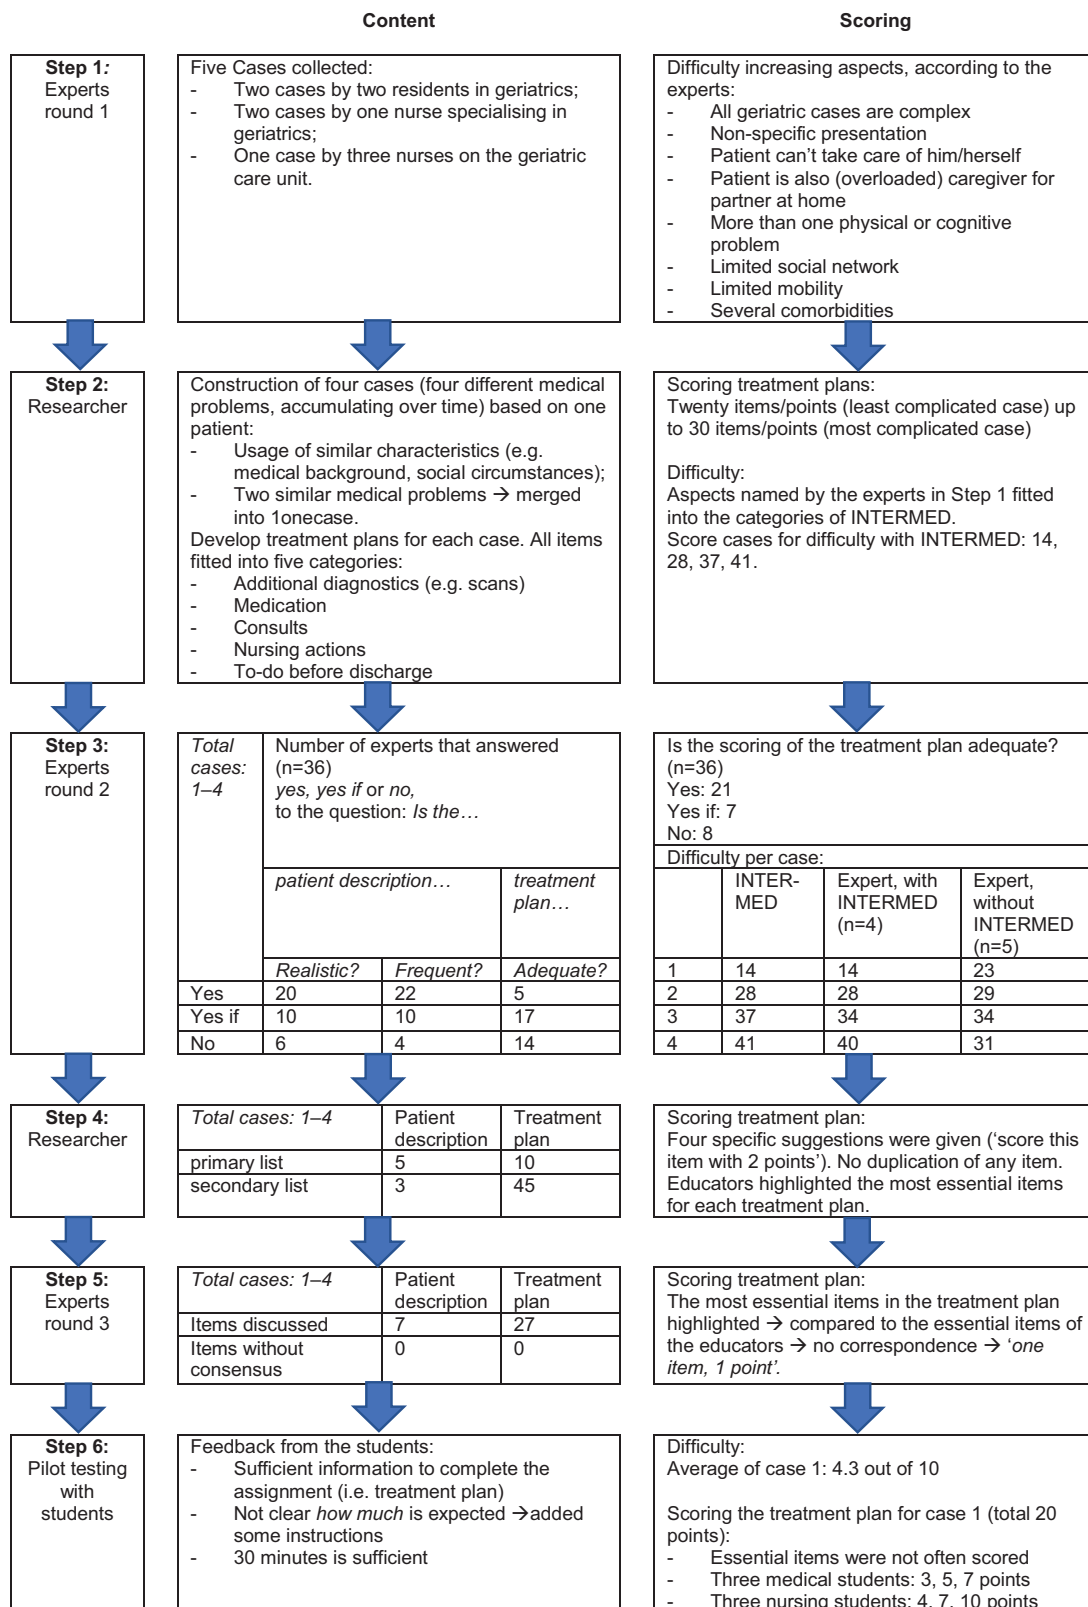 Content
Scoring
Step 1:
Experts
round 1
Five Cases collected:
- Two cases by two residents in geriatrics;
- Two cases by one nurse specialising in
geriatrics;
- One case by three nurses on the geriatric
care unit.
Difficulty increasing aspects, according to the
experts:
- All geriatric cases are complex
- Non-specific presentation
- Patient can't take care of him/herself
- Patient is also (overloaded) caregiver for
partner at home
- More than one physical or cognitive
problem
- Limited social network
- Limited mobility
- Several comorbidities
Step 2:
Researcher
Construction of four cases (four different medical
problems, accumulating over time) based on one
patient:
- Usage of similar characteristics (e.g.
medical background, social circumstances);
- Two similar medical problems → merged
into 1onecase.
Develop treatment plans for each case. All items
fitted into five categories:
- Additional diagnostics (e.g. scans)
- Medication
- Consults
- Nursing actions
- To-do before discharge
Scoring treatment plans:
Twenty items/points (least complicated case) up
to 30 items/points (most complicated case)
Difficulty:
Aspects named by the experts in Step 1 fitted
into the categories of INTERMED.
Score cases for difficulty with INTERMED: 14,
28, 37, 41.
Step 3:
Experts
round 2
Total
cases:
1–4
Number of experts that answered
(n=36)
yes, yes if or no,
to the question: Is the…
patient description…
treatment
plan…
Realistic? Frequent? Adequate?
Yes 20 22 5
Yes if 10 10 17
No 6 4 14
Is the scoring of the treatment plan adequate?
(n=36)
Yes: 21
Yes if: 7
No: 8
Difficulty per case:
INTER-
MED
Expert, with
INTERMED
(n=4)
Expert,
without
INTERMED
(n=5)
1 14 14 23
2 28 28 29
3 37 34 34
4 41 40 31
Step 4:
Researcher
Total cases: 1–4
Patient
description
Treatment
plan
primary list 5 10
secondary list 3 45
Scoring treatment plan:
Four specific suggestions were given ('score this
item with 2 points'). No duplication of any item.
Educators highlighted the most essential items
for each treatment plan.
Step 5:
Experts
round 3
Total cases: 1–4
Patient
description
Treatment
plan
Items discussed 7 27
Items without
consensus
0 0
Scoring treatment plan:
The most essential items in the treatment plan
highlighted → compared to the essential items of
the educators → no correspondence → 'one
item, 1 point'.
Step 6:
Pilot testing
with
students
Feedback from the students:
- Sufficient information to complete the
assignment (i.e. treatment plan)
- Not clear how much is expected →added
some instructions
- 30 minutes is sufficient
Difficulty:
Average of case 1: 4.3 out of 10
Scoring the treatment plan for case 1 (total 20
points):
- Essential items were not often scored
- Three medical students: 3, 5, 7 points
- Three nursing students: 4, 7, 10 points